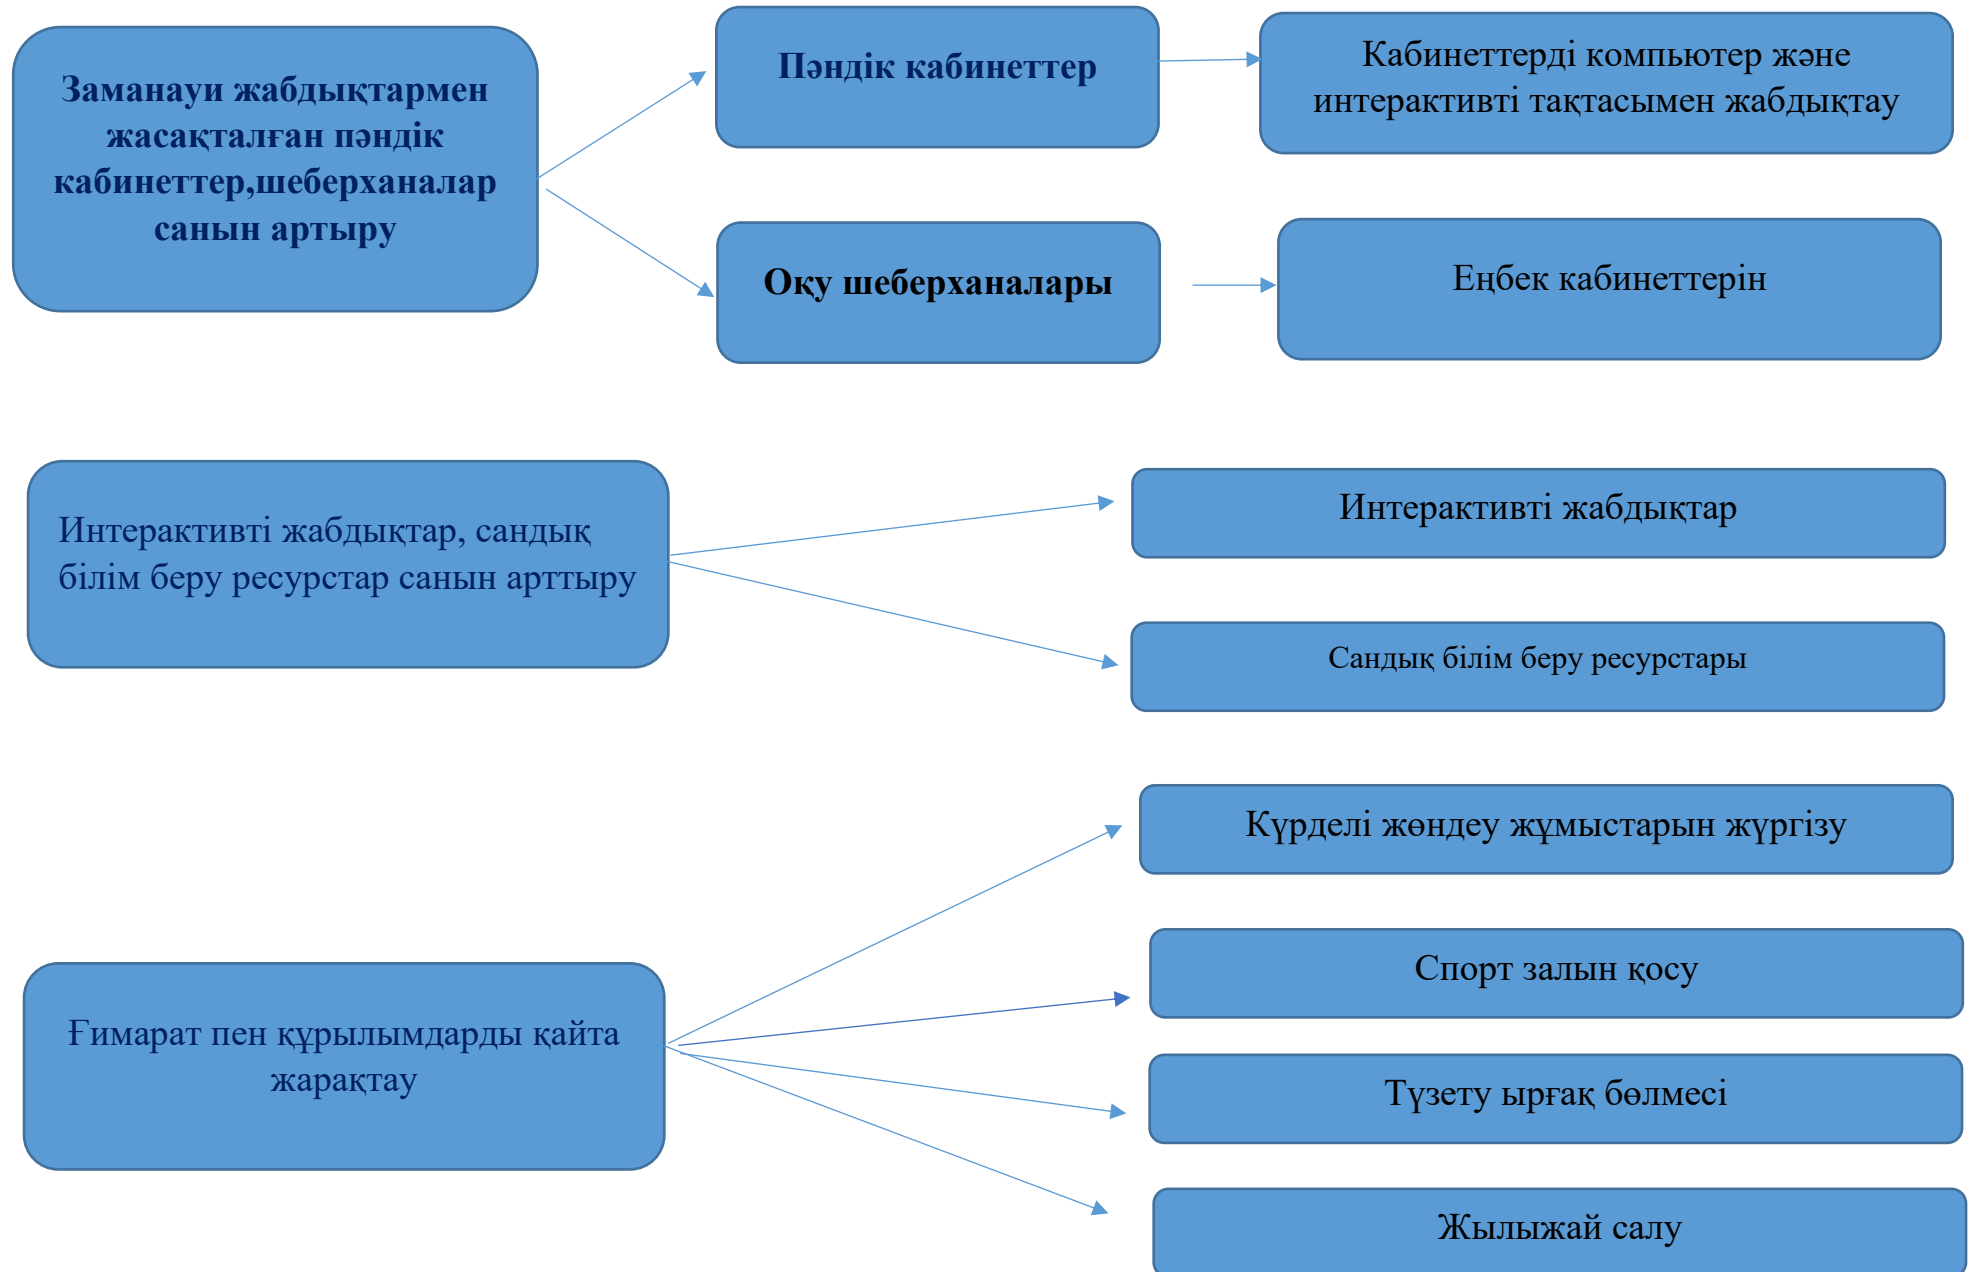 Заманауи жабдықтармен
жасақталған пәндік
кабинеттер,шеберханалар
санын артыру
Пәндік кабинеттер
Кабинеттерді компьютер және
интерактивті тақтасымен жабдықтау
Оқу шеберханалары
Еңбек кабинеттерін
Интерактивті жабдықтар, сандық
білім беру ресурстар санын арттыру
Интерактивті жабдықтар
Сандық білім беру ресурстары
Ғимарат пен құрылымдарды қайта
жарақтау
Күрделі жөндеу жұмыстарын жүргізу
Спорт залын қосу
Түзету ырғақ бөлмесі
Жылыжай салу